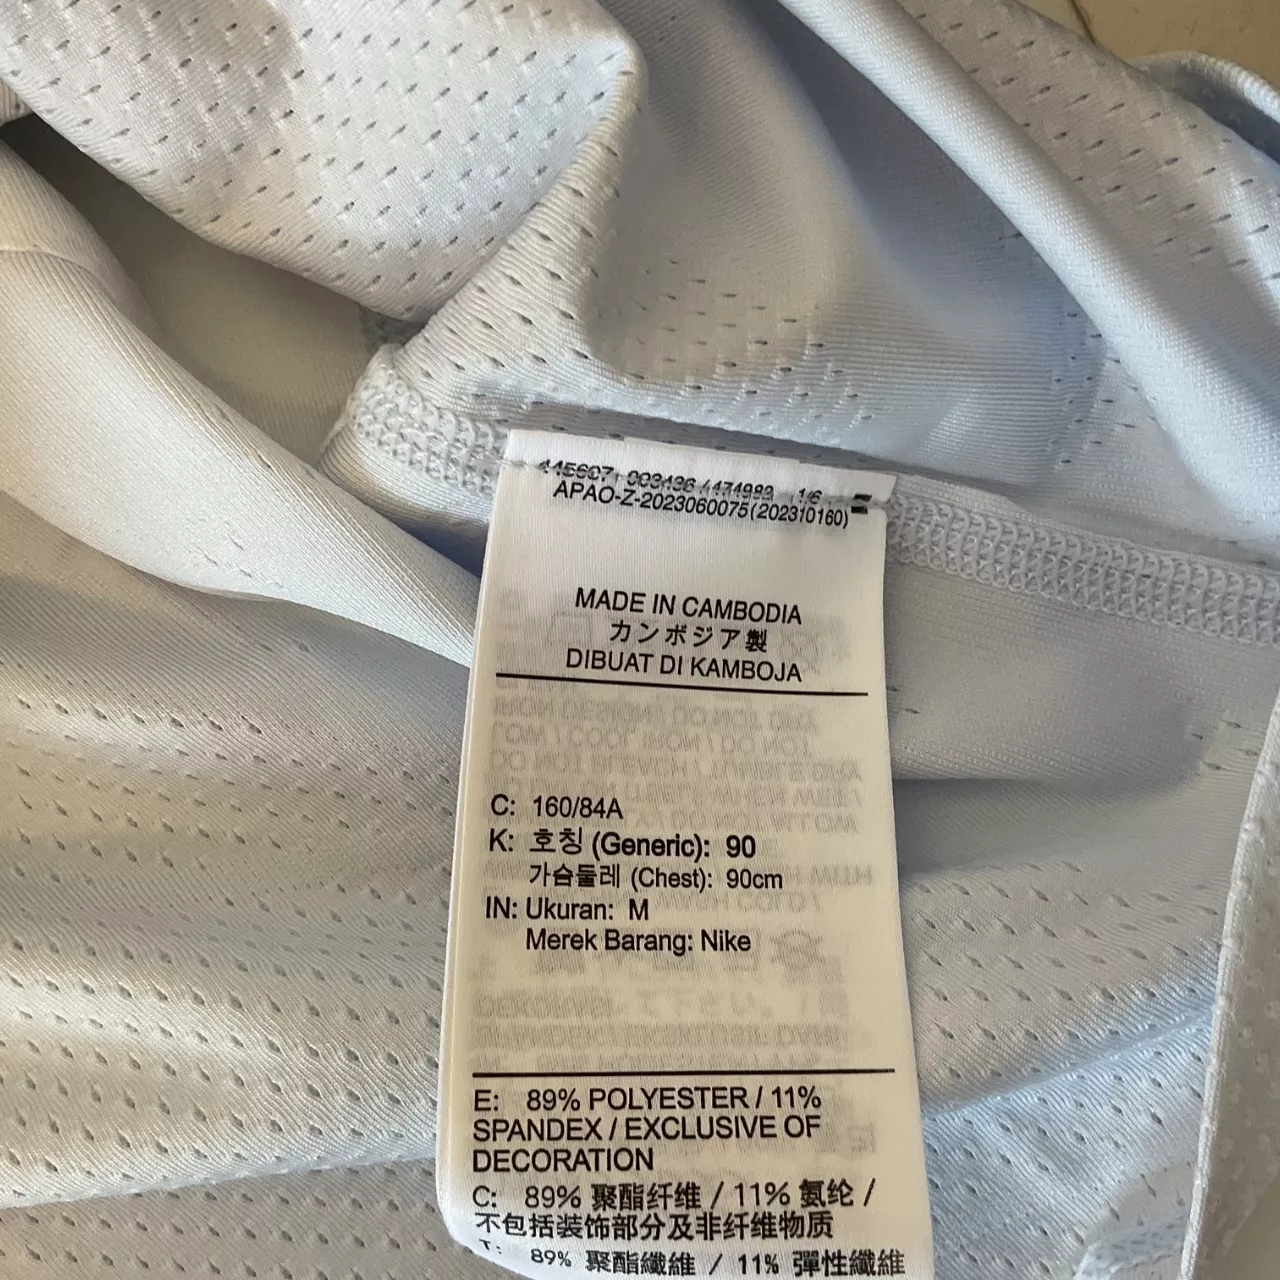 APAO-Z-2023060075(202310160)
MADE IN CAMBODIA
カンボジア製
DIBUAT DI KAMBOJA
C: 160/84A
K: 호칭 (Generic): 90
가슴둘레 (Chest): 90cm
IN: Ukuran: M
Merek Barang: Nike
E: 89% POLYESTER / 11%
SPANDEX / EXCLUSIVE OF
DECORATION
C: 89% 聚酯纤维 / 11% 氨纶 /
不包括装饰部分及非纤维物质
T: 89% 聚酯纖維 / 11% 彈性纖維